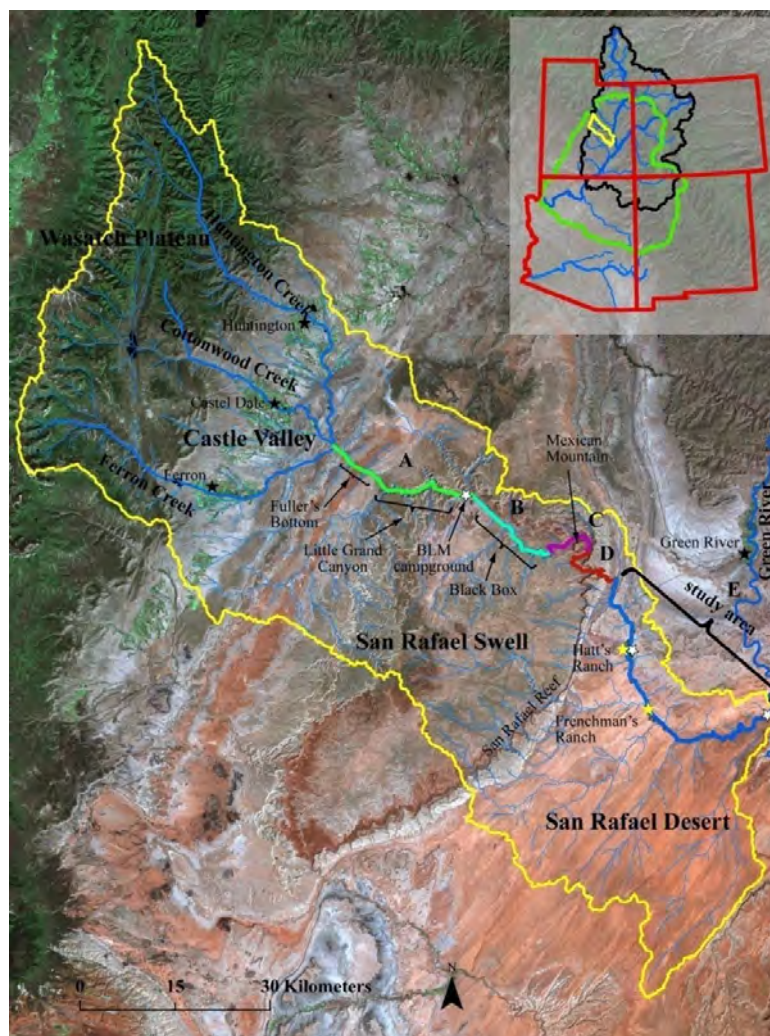 Wasatch Plateau
Huntington Creek
Huntington
Cottonwood Creek
Castel Dale
Castle Valley
Ferron Creek
Ferron
A
Fuller's
Bottom
Little Grand
Canyon
BLM
campground
B
Black Box
Mexican
Mountain
C
D
Green River
E
Green River
study area
San Rafael Swell
Hatt's
Ranch
San Rafael Reef
Frenchman's
Ranch
San Rafael Desert
N
0 15 30 Kilometers